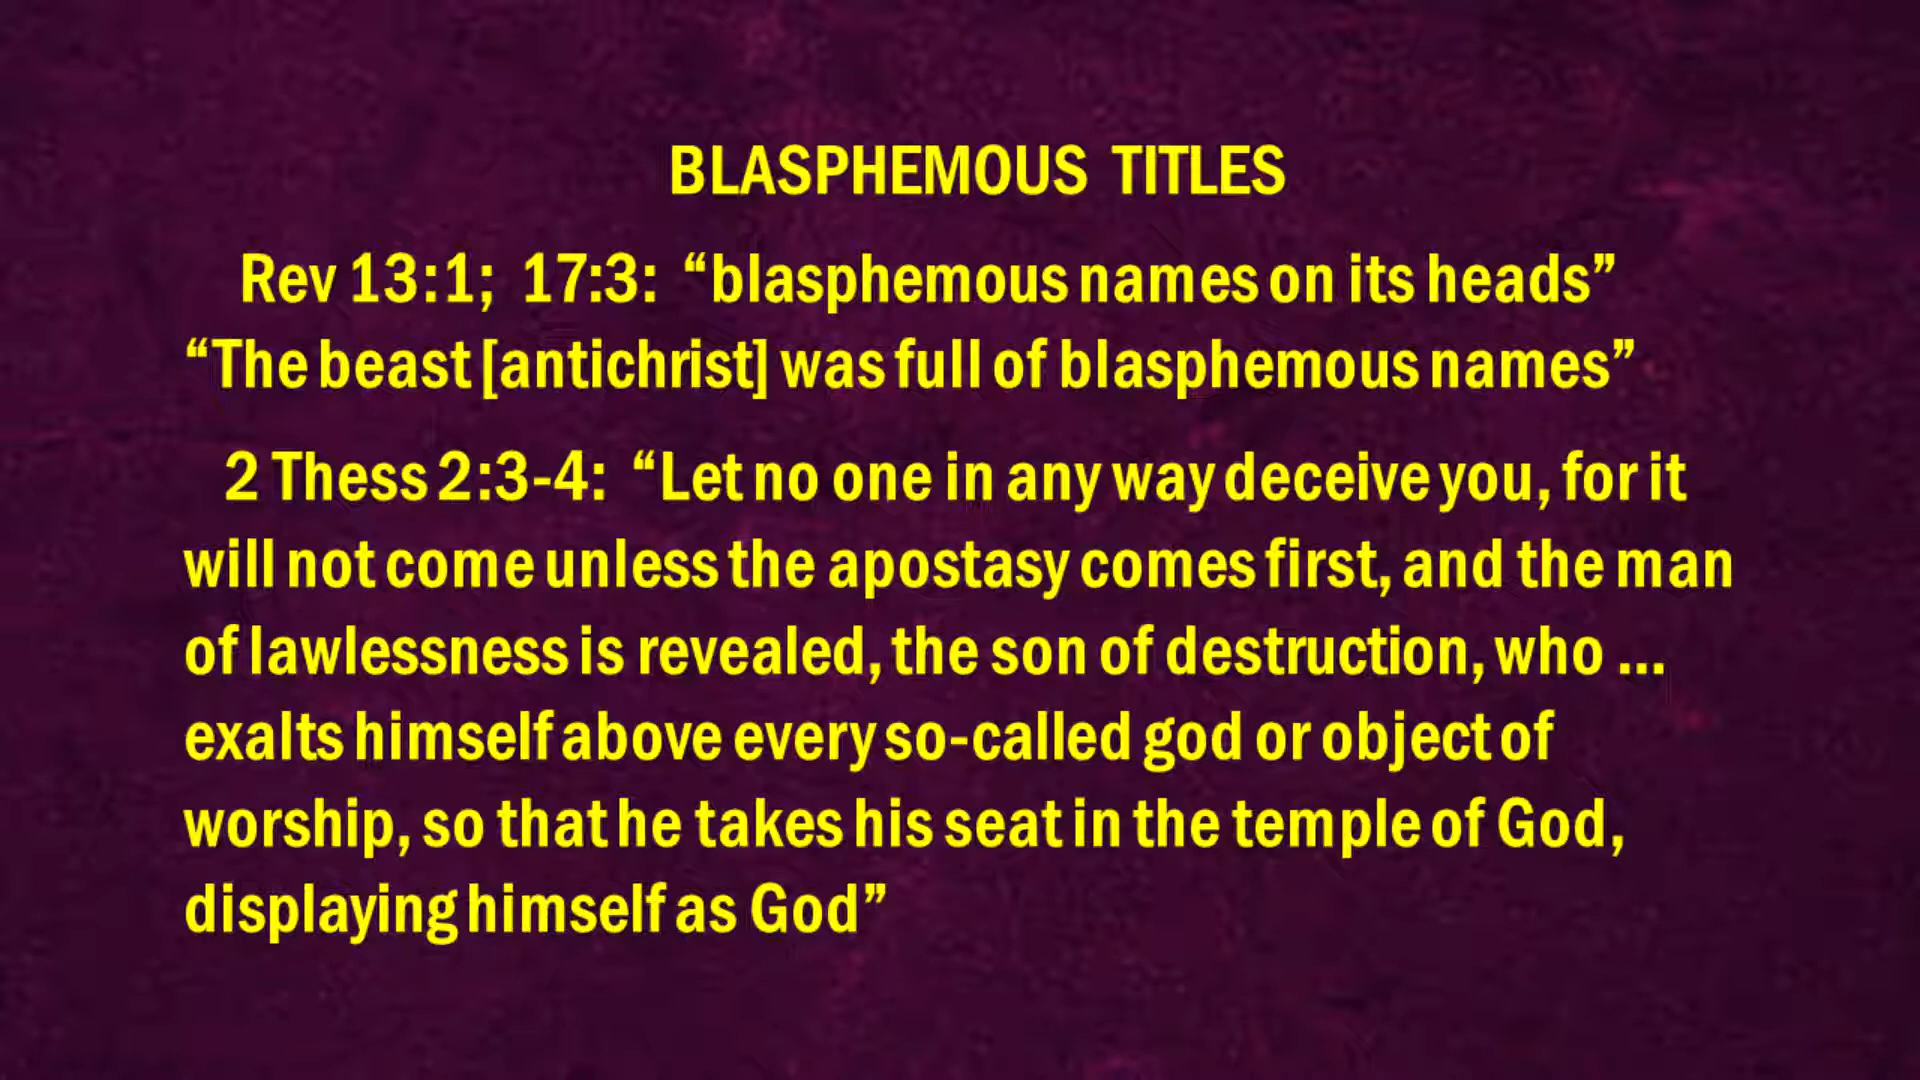 BLASPHEMOUS TITLES
Rev 13:1; 17:3: “blasphemous names on its heads”
“The beast [antichrist] was full of blasphemous names”
2 Thess 2:3-4: “Let no one in any way deceive you, for it
will not come unless the apostasy comes first, and the man
of lawlessness is revealed, the son of destruction, who ...
exalts himself above every so-called god or object of
worship, so that he takes his seat in the temple of God,
displaying himself as God”